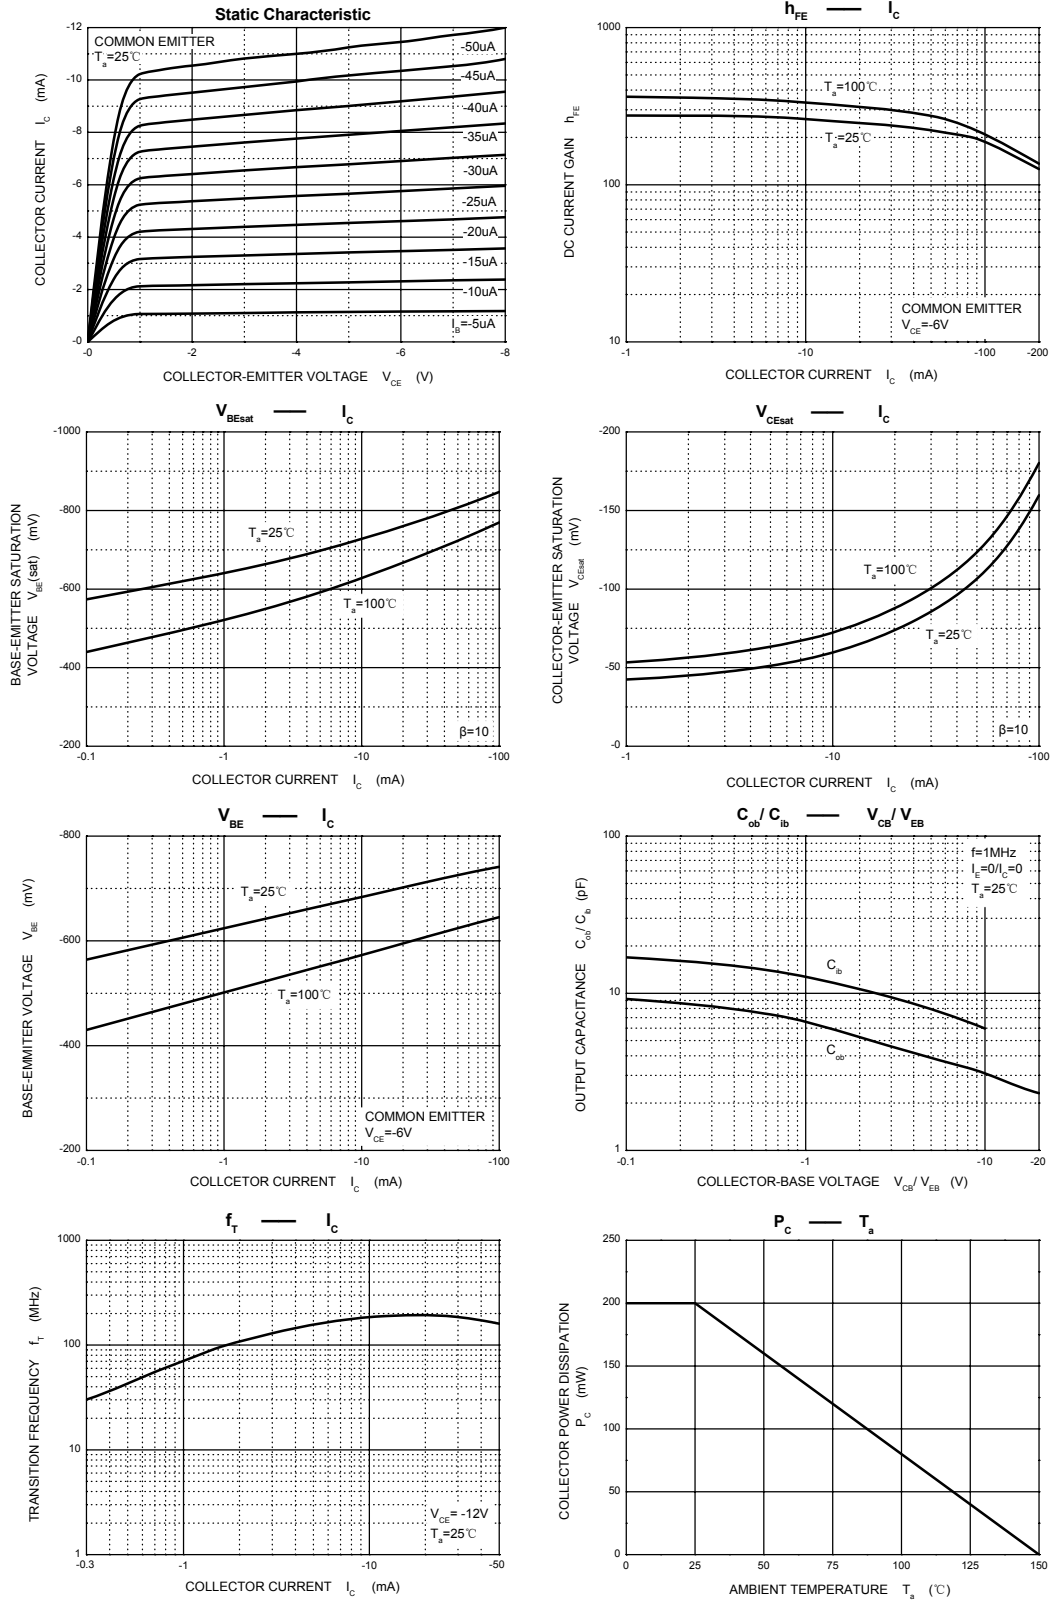 Static Characteristic
COMMON EMITTER
Ta=25℃
-50uA
-45uA
-40uA
-35uA
-30uA
-25uA
-20uA
-15uA
-10uA
IB=-5uA
-12
-10
-8
-6
-4
-2
-0
-0 -2 -4 -6 -8
COLLECTOR CURRENT IC (mA)
COLLECTOR-EMITTER VOLTAGE VCE (V)
hFE —— IC
1000
100
10
Ta=100℃
Ta=25℃
COMMON EMITTER
VCE=-6V
-1 -10 -100 -200
DC CURRENT GAIN hFE
COLLECTOR CURRENT IC (mA)
VBEsat —— IC
-1000
-800
-600
-400
-200
Ta=25℃
Ta=100℃
β=10
-0.1 -1 -10 -100
BASE-EMITTER SATURATION
VOLTAGE VBE(sat) (mV)
COLLECTOR CURRENT IC (mA)
VCEsat —— IC
-200
-150
-100
-50
-0
Ta=100℃
Ta=25℃
β=10
-1 -10 -100
COLLECTOR-EMITTER SATURATION
VOLTAGE VCEsat (mV)
COLLECTOR CURRENT IC (mA)
VBE —— IC
-800
-600
-400
-200
Ta=25℃
Ta=100℃
COMMON EMITTER
VCE=-6V
-0.1 -1 -10 -100
BASE-EMMITER VOLTAGE VBE (mV)
COLLCETOR CURRENT IC (mA)
Cob/ Cib —— VCB/ VEB
100
10
1
f=1MHz
IE=0/IC=0
Ta=25℃
Cib
Cob
-0.1 -1 -10 -20
OUTPUT CAPACITANCE Cob/ Cib (pF)
COLLECTOR-BASE VOLTAGE VCB/ VEB (V)
fT —— IC
1000
100
10
1
VCE= -12V
Ta=25℃
-0.3 -1 -10 -50
TRANSITION FREQUENCY fT (MHz)
COLLECTOR CURRENT IC (mA)
PC —— Ta
250
200
150
100
50
0
0 25 50 75 100 125 150
COLLECTOR POWER DISSIPATION
PC (mW)
AMBIENT TEMPERATURE Ta (℃)